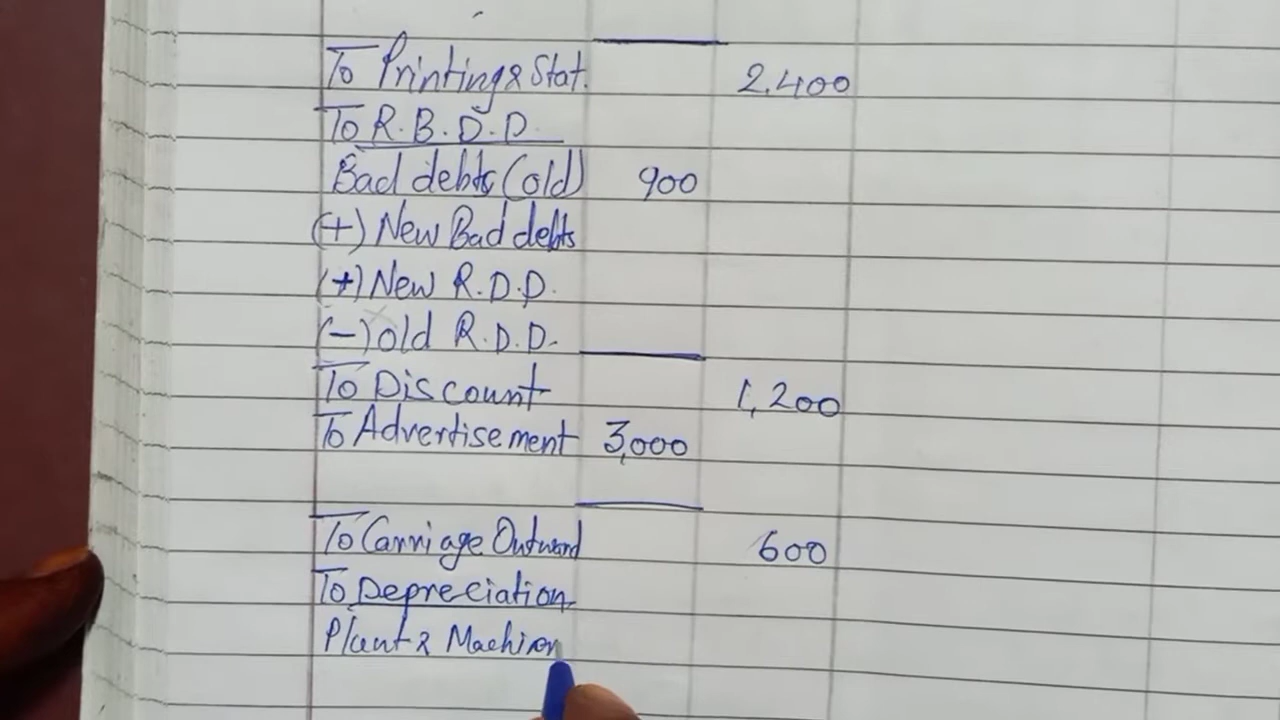 To Printing & Stat. 2,400
To R.B.D.D.
Bad debts (old) 900
(+) New Bad debts
(+) New R.D.D.
(-) old R.D.D.
To Discount 1,200
To Advertisement 3,000
To Carriage Outward 600
To Depreciation
Plant & Machin